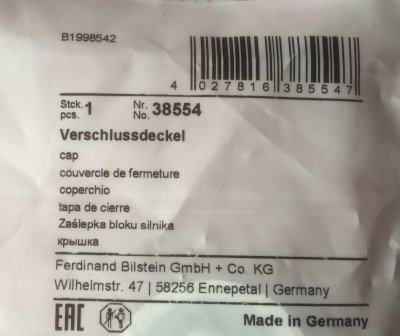 B1998542
4 027816 385547
Stck. pcs. 1 Nr. No. 38554
Verschlussdeckel
cap
couvercle de fermeture
coperchio
tapa de cierre
Zaślepka bloku silnika
крышка
Ferdinand Bilstein GmbH + Co. KG
Wilhelmstr. 47 | 58256 Ennepetal | Germany
EAC Made in Germany